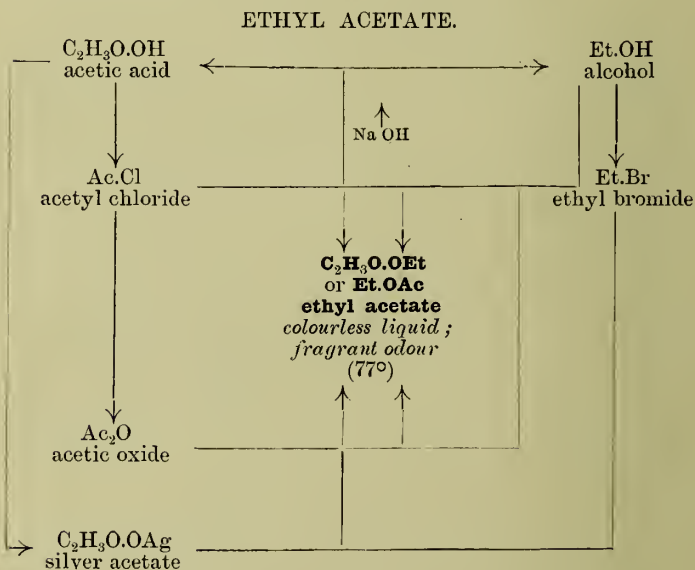 ETHYL ACETATE.
C₂H₃O.OH
acetic acid
Et.OH
alcohol
Na OH
Ac.Cl
acetyl chloride
Et.Br
ethyl bromide
C₂H₃O.OEt
or Et.OAc
ethyl acetate
colourless liquid ;
fragrant odour
(77°)
Ac₂O
acetic oxide
C₂H₃O.OAg
silver acetate